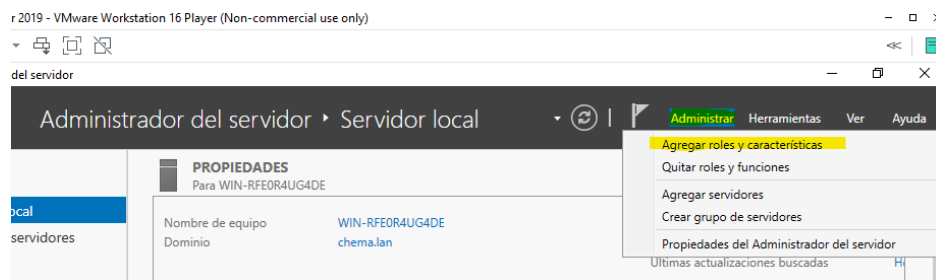 r 2019 - VMware Workstation 16 Player (Non-commercial use only)
del servidor
Administrador del servidor ‣ Servidor local
Administrar Herramientas Ver Ayuda
Agregar roles y características
Quitar roles y funciones
Agregar servidores
Crear grupo de servidores
Propiedades del Administrador del servidor
PROPIEDADES
Para WIN-RFE0R4UG4DE
ocal
servidores
Nombre de equipo WIN-RFE0R4UG4DE
Dominio chema.lan
Últimas actualizaciones buscadas